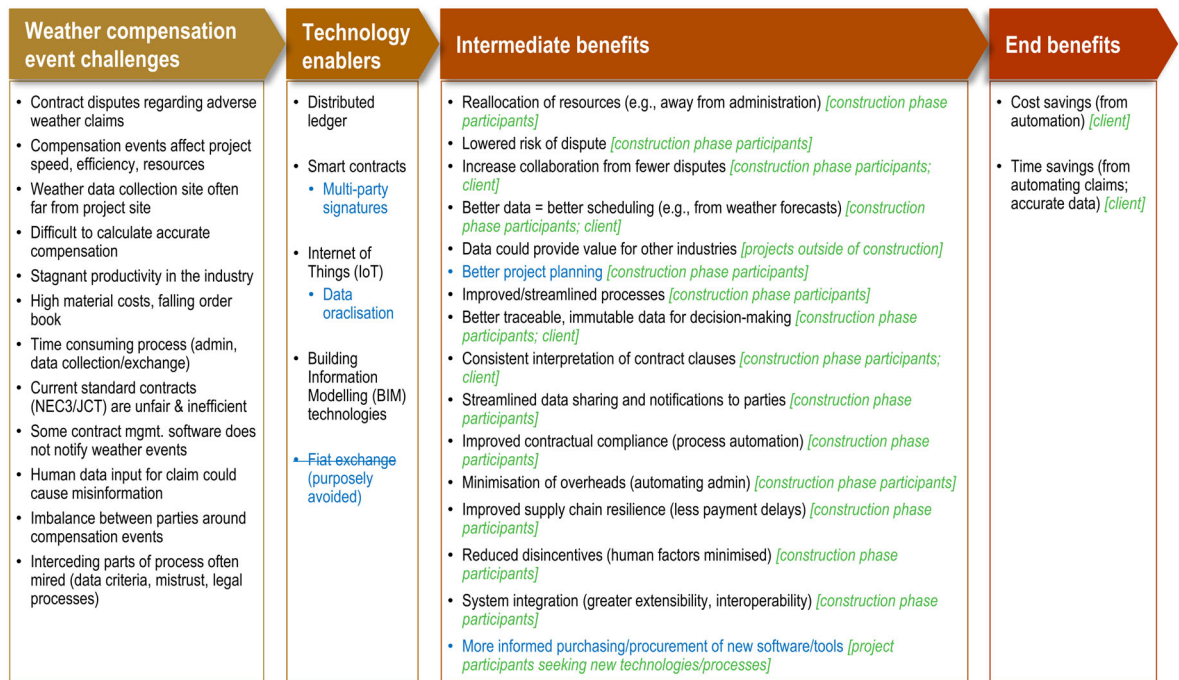 Weather compensation
event challenges
• Contract disputes regarding adverse
weather claims
• Compensation events affect project
speed, efficiency, resources
• Weather data collection site often
far from project site
• Difficult to calculate accurate
compensation
• Stagnant productivity in the industry
• High material costs, falling order
book
• Time consuming process (admin,
data collection/exchange)
• Current standard contracts
(NEC3/JCT) are unfair & inefficient
• Some contract mgmt. software does
not notify weather events
• Human data input for claim could
cause misinformation
• Imbalance between parties around
compensation events
• Interceding parts of process often
mired (data criteria, mistrust, legal
processes)
Technology
enablers
• Distributed
ledger
• Smart contracts
• Multi-party
signatures
• Internet of
Things (IoT)
• Data
oraclisation
• Building
Information
Modelling (BIM)
technologies
• Fiat exchange
(purposely
avoided)
Intermediate benefits
• Reallocation of resources (e.g., away from administration) [construction phase
participants]
• Lowered risk of dispute [construction phase participants]
• Increase collaboration from fewer disputes [construction phase participants;
client]
• Better data = better scheduling (e.g., from weather forecasts) [construction
phase participants; client]
• Data could provide value for other industries [projects outside of construction]
• Better project planning [construction phase participants]
• Improved/streamlined processes [construction phase participants]
• Better traceable, immutable data for decision-making [construction phase
participants; client]
• Consistent interpretation of contract clauses [construction phase participants;
client]
• Streamlined data sharing and notifications to parties [construction phase
participants]
• Improved contractual compliance (process automation) [construction phase
participants]
• Minimisation of overheads (automating admin) [construction phase participants]
• Improved supply chain resilience (less payment delays) [construction phase
participants]
• Reduced disincentives (human factors minimised) [construction phase
participants]
• System integration (greater extensibility, interoperability) [construction phase
participants]
• More informed purchasing/procurement of new software/tools [project
participants seeking new technologies/processes]
End benefits
• Cost savings (from
automation) [client]
• Time savings (from
automating claims;
accurate data) [client]